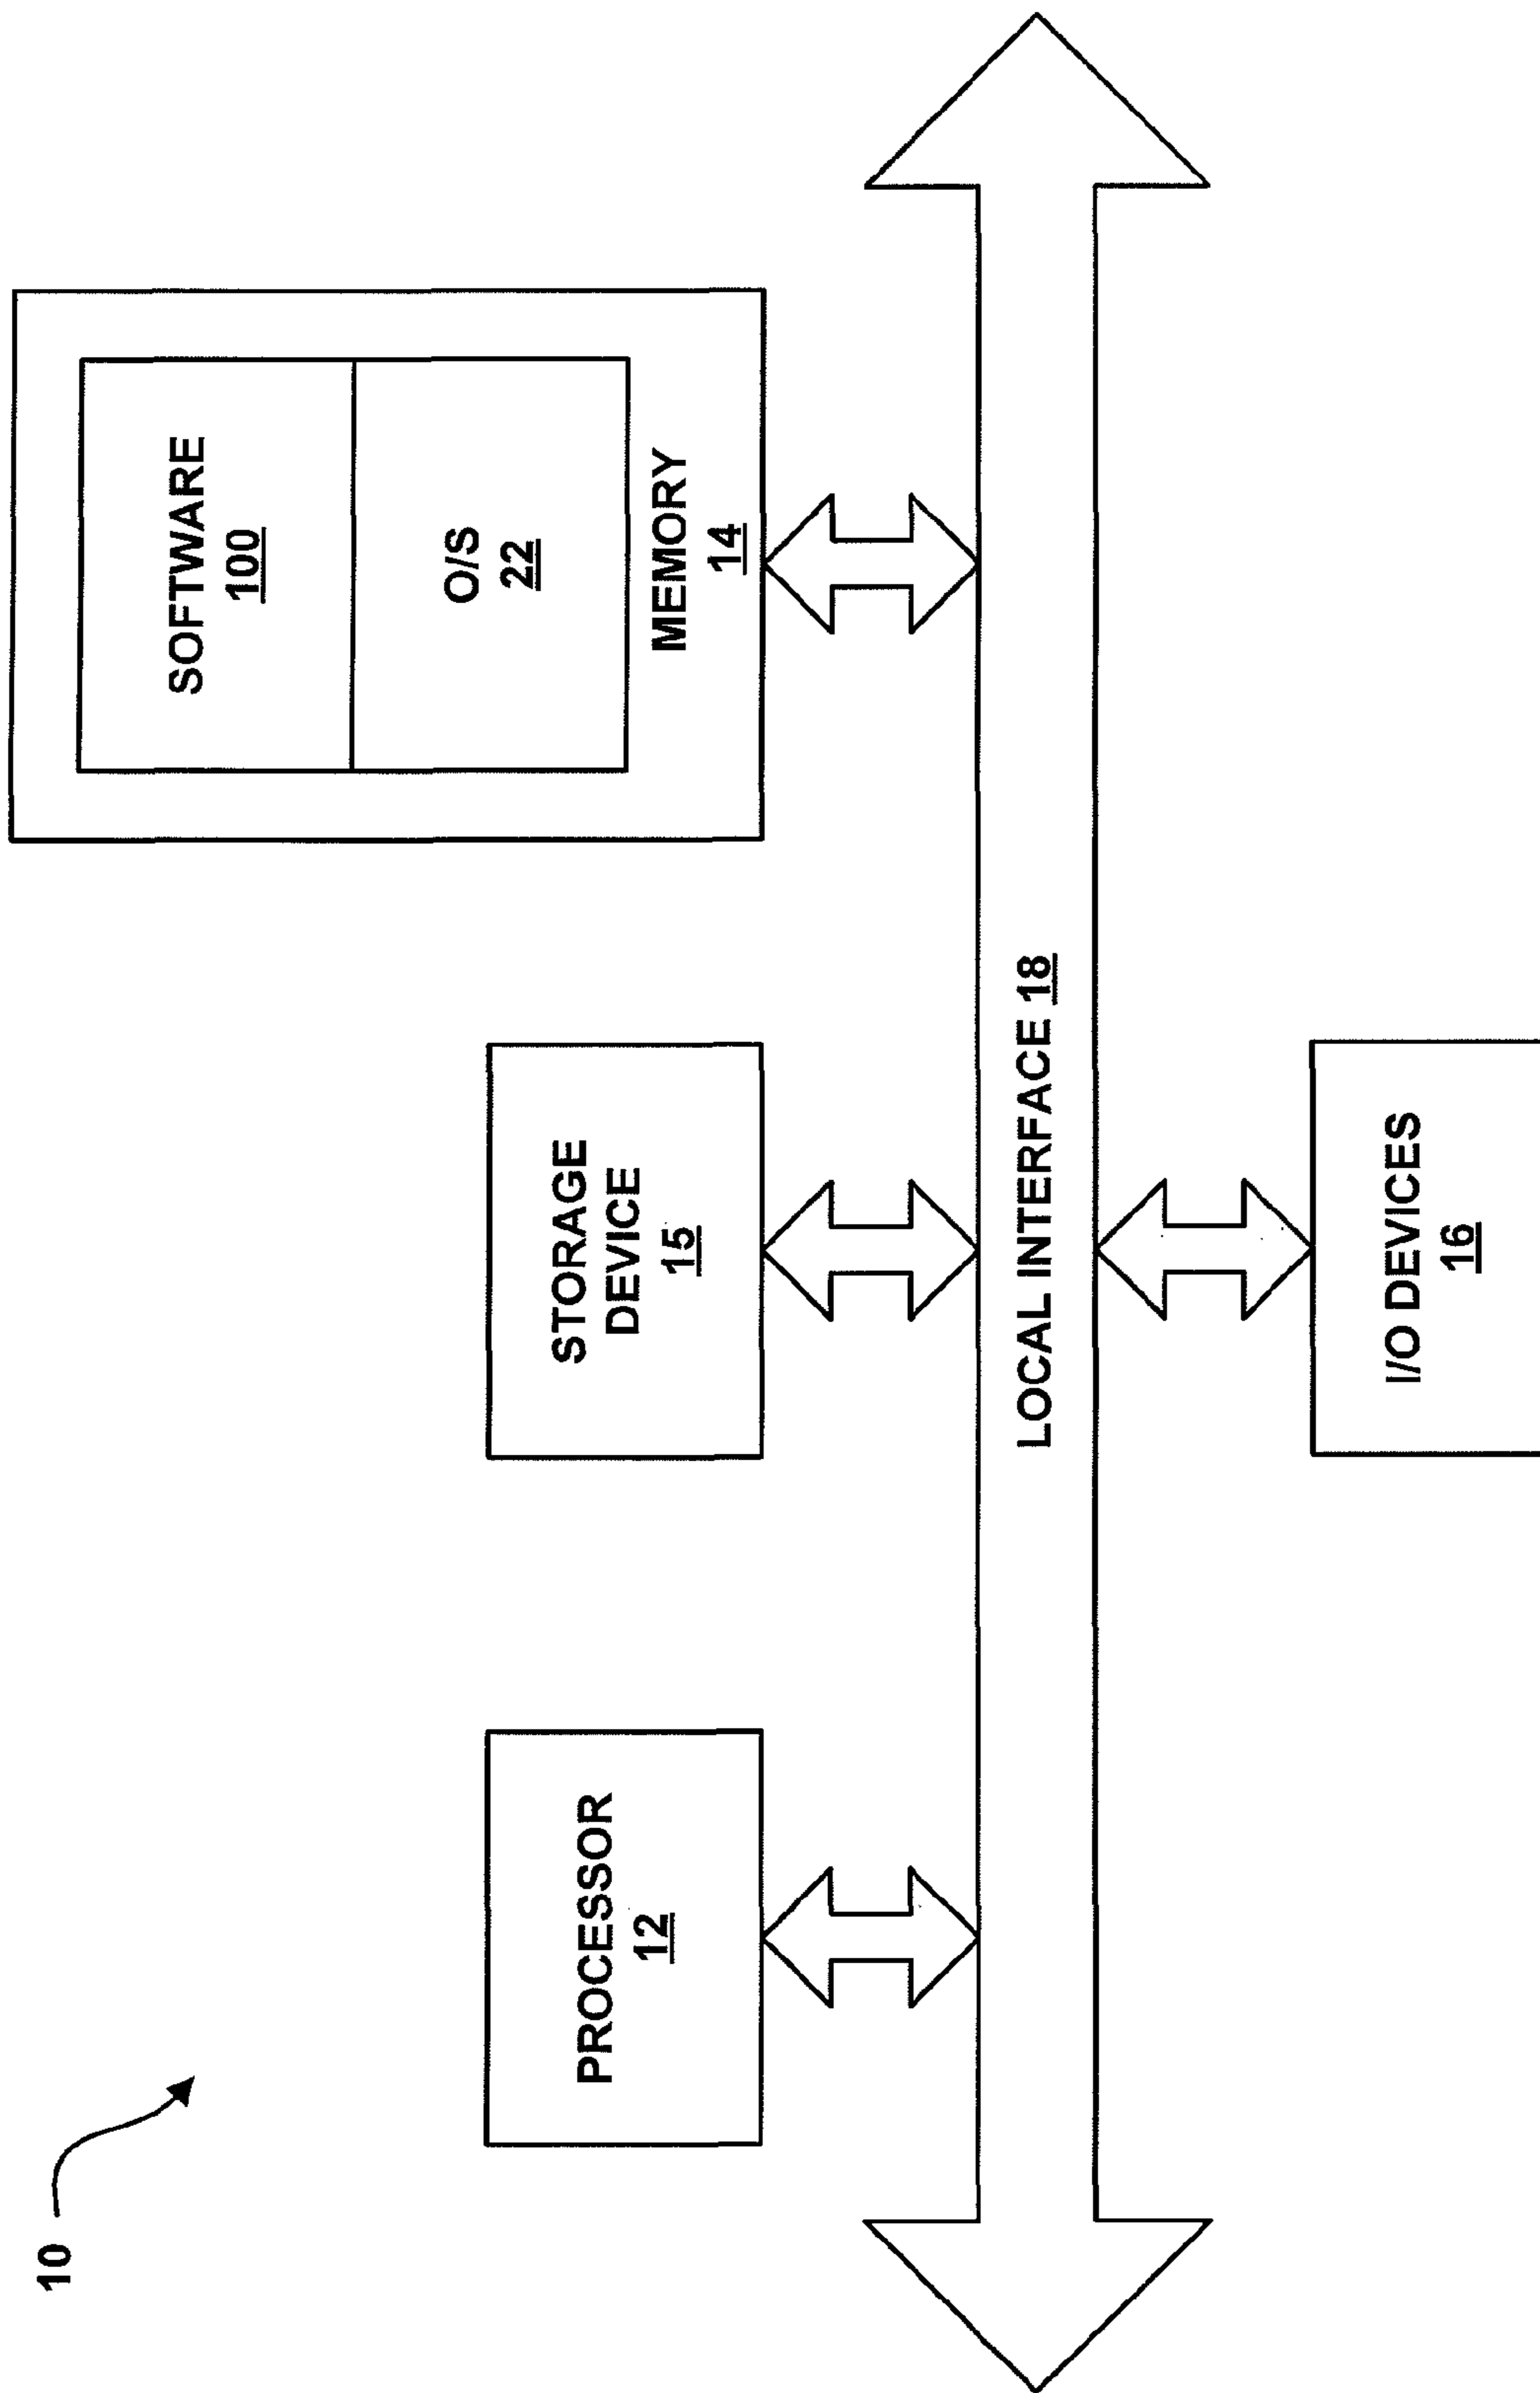 10
PROCESSOR
12
STORAGE
DEVICE
15
SOFTWARE
100
O/S
22
MEMORY
14
LOCAL INTERFACE 18
I/O DEVICES
16